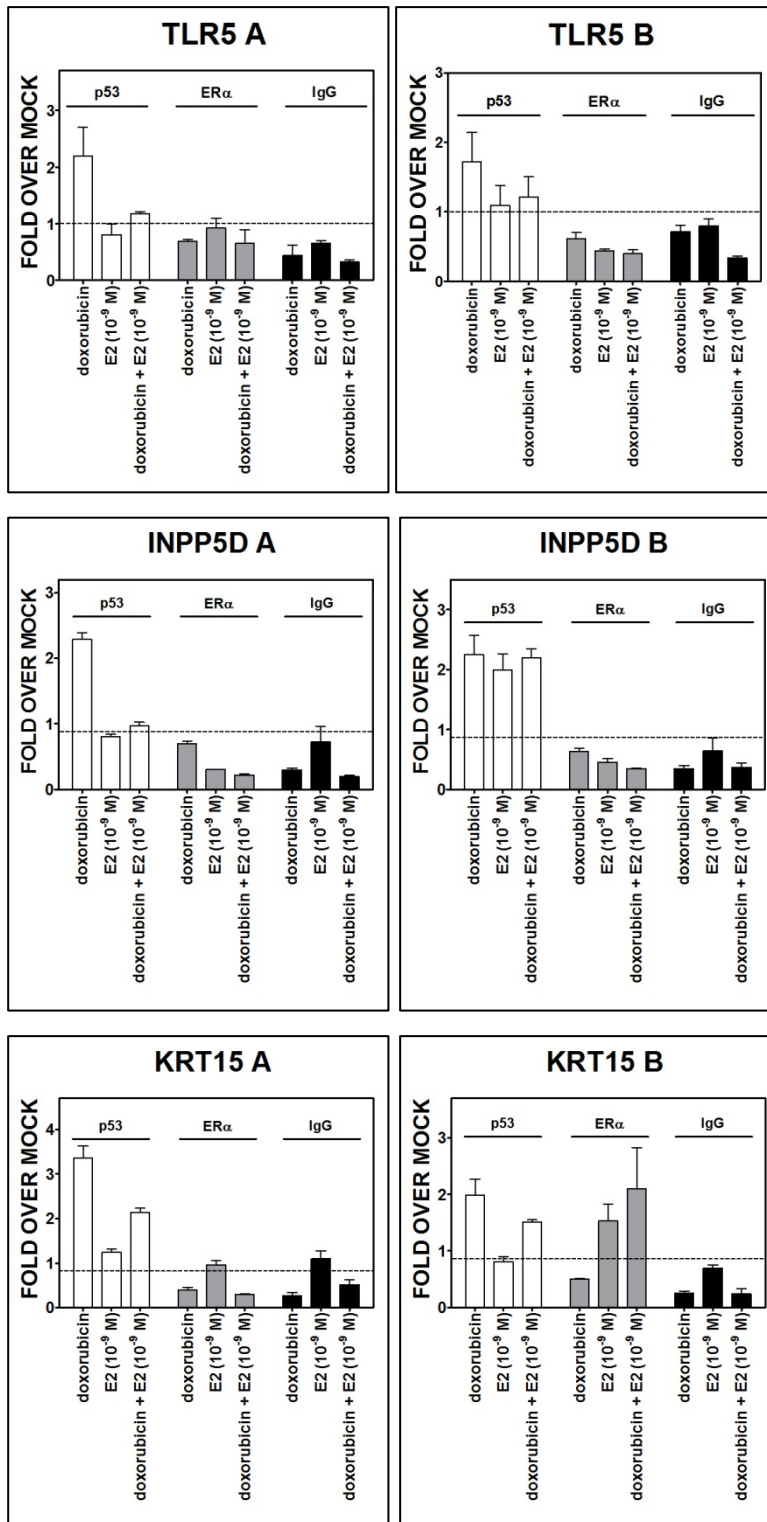 TLR5 A
FOLD OVER MOCK
3
2
1
0
p53
ERα
IgG
doxorubicin
E2 (10⁻⁹ M)
doxorubicin + E2 (10⁻⁹ M)
doxorubicin
E2 (10⁻⁹ M)
doxorubicin + E2 (10⁻⁹ M)
doxorubicin
E2 (10⁻⁹ M)
doxorubicin + E2 (10⁻⁹ M)
TLR5 B
FOLD OVER MOCK
3
2
1
0
p53
ERα
IgG
doxorubicin
E2 (10⁻⁹ M)
doxorubicin + E2 (10⁻⁹ M)
doxorubicin
E2 (10⁻⁹ M)
doxorubicin + E2 (10⁻⁹ M)
doxorubicin
E2 (10⁻⁹ M)
doxorubicin + E2 (10⁻⁹ M)
INPP5D A
FOLD OVER MOCK
3
2
1
0
p53
ERα
IgG
doxorubicin
E2 (10⁻⁹ M)
doxorubicin + E2 (10⁻⁹ M)
doxorubicin
E2 (10⁻⁹ M)
doxorubicin + E2 (10⁻⁹ M)
doxorubicin
E2 (10⁻⁹ M)
doxorubicin + E2 (10⁻⁹ M)
INPP5D B
FOLD OVER MOCK
3
2
1
0
p53
ERα
IgG
doxorubicin
E2 (10⁻⁹ M)
doxorubicin + E2 (10⁻⁹ M)
doxorubicin
E2 (10⁻⁹ M)
doxorubicin + E2 (10⁻⁹ M)
doxorubicin
E2 (10⁻⁹ M)
doxorubicin + E2 (10⁻⁹ M)
KRT15 A
FOLD OVER MOCK
4
3
2
1
0
p53
ERα
IgG
doxorubicin
E2 (10⁻⁹ M)
doxorubicin + E2 (10⁻⁹ M)
doxorubicin
E2 (10⁻⁹ M)
doxorubicin + E2 (10⁻⁹ M)
doxorubicin
E2 (10⁻⁹ M)
doxorubicin + E2 (10⁻⁹ M)
KRT15 B
FOLD OVER MOCK
3
2
1
0
p53
ERα
IgG
doxorubicin
E2 (10⁻⁹ M)
doxorubicin + E2 (10⁻⁹ M)
doxorubicin
E2 (10⁻⁹ M)
doxorubicin + E2 (10⁻⁹ M)
doxorubicin
E2 (10⁻⁹ M)
doxorubicin + E2 (10⁻⁹ M)